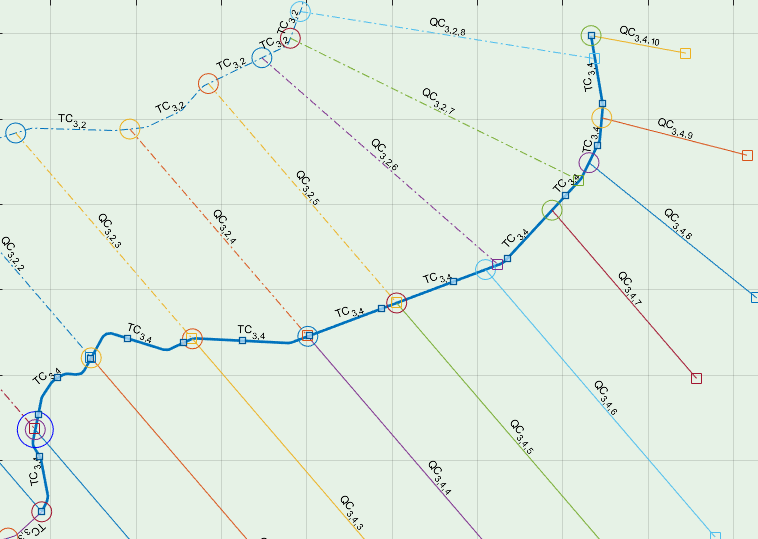 TC3,2
QC3,2,8
QC3,4,10
TC3,2
TC3,2
TC3,4
QC3,2,7
TC3,2
TC3,2
QC3,4,9
TC3,4
QC3,2,6
TC3,4
QC3,2,5
QC3,2,3
QC3,2,4
QC3,4,8
TC3,4
QC3,2,2
TC3,4
QC3,4,7
TC3,4
TC3,4
TC3,4
TC3,4
QC3,4,6
QC3,4,5
TC3,4
QC3,4,4
QC3,4,3